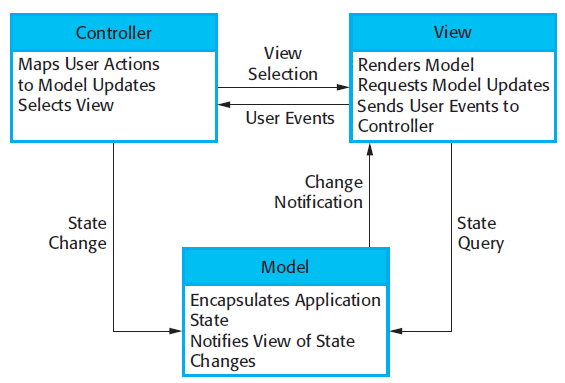 Controller
Maps User Actions
to Model Updates
Selects View
View
Selection
User Events
View
Renders Model
Requests Model Updates
Sends User Events to
Controller
State
Change
Change
Notification
State
Query
Model
Encapsulates Application
State
Notifies View of State
Changes